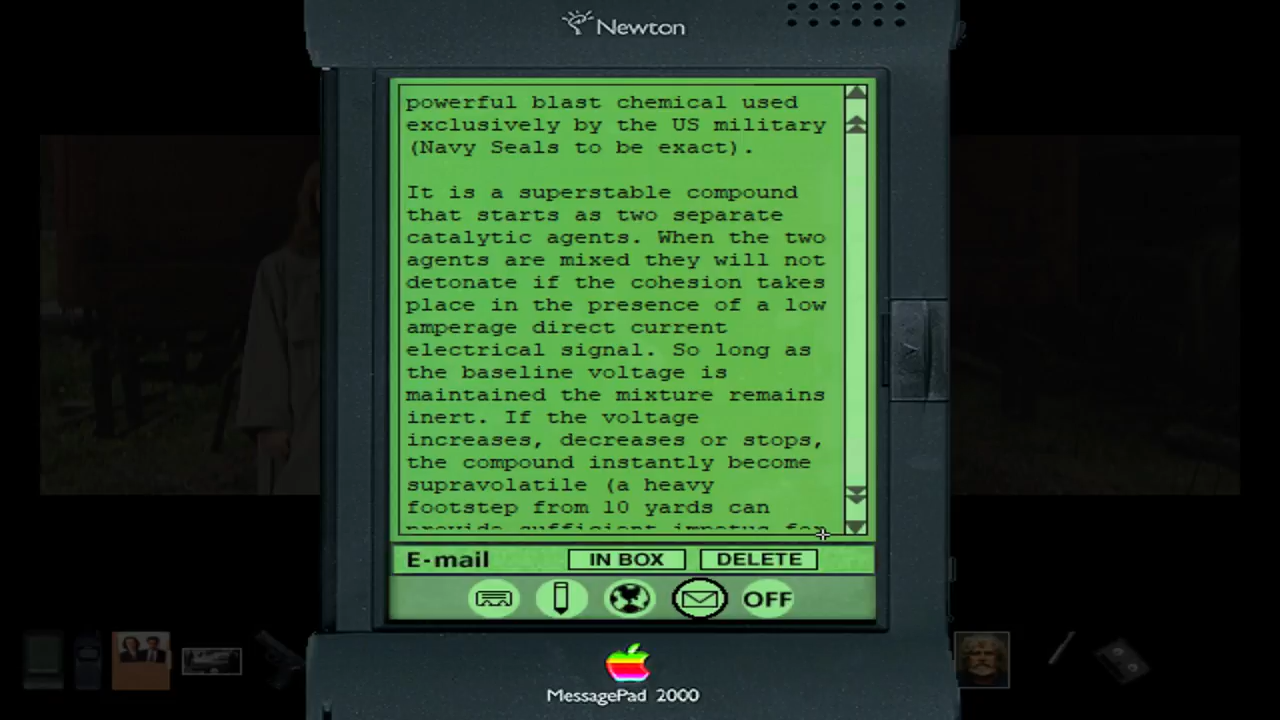 Newton
powerful blast chemical used
exclusively by the US military
(Navy Seals to be exact).
It is a superstable compound
that starts as two separate
catalytic agents. When the two
agents are mixed they will not
detonate if the cohesion takes
place in the presence of a low
amperage direct current
electrical signal. So long as
the baseline voltage is
maintained the mixture remains
inert. If the voltage
increases, decreases or stops,
the compound instantly become
supravolatile (a heavy
footstep from 10 yards can
provide sufficient impetus for
E-mail IN BOX DELETE
OFF
MessagePad 2000